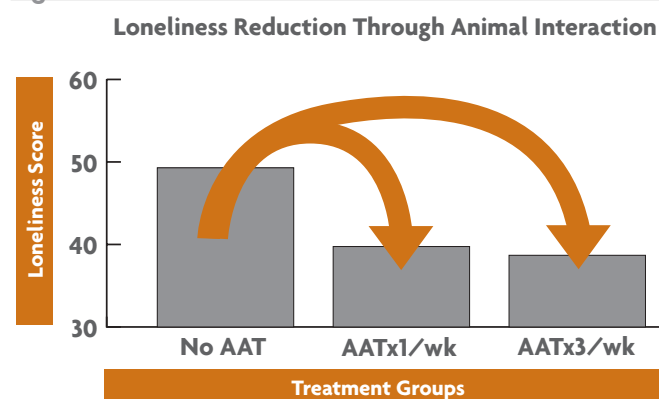 Loneliness Reduction Through Animal Interaction
60
50
40
30
Loneliness Score
No AAT
AATx1/wk
AATx3/wk
Treatment Groups